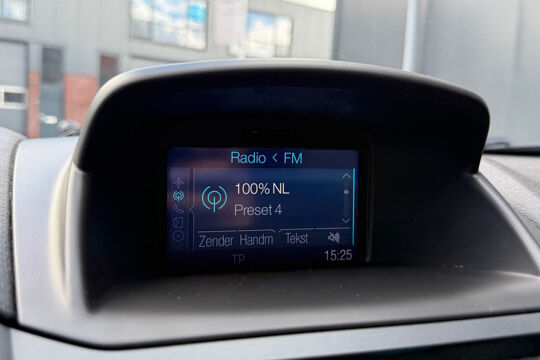 Radio < FM
100% NL
Preset 4
Zender Handm Tekst
TP 15:25